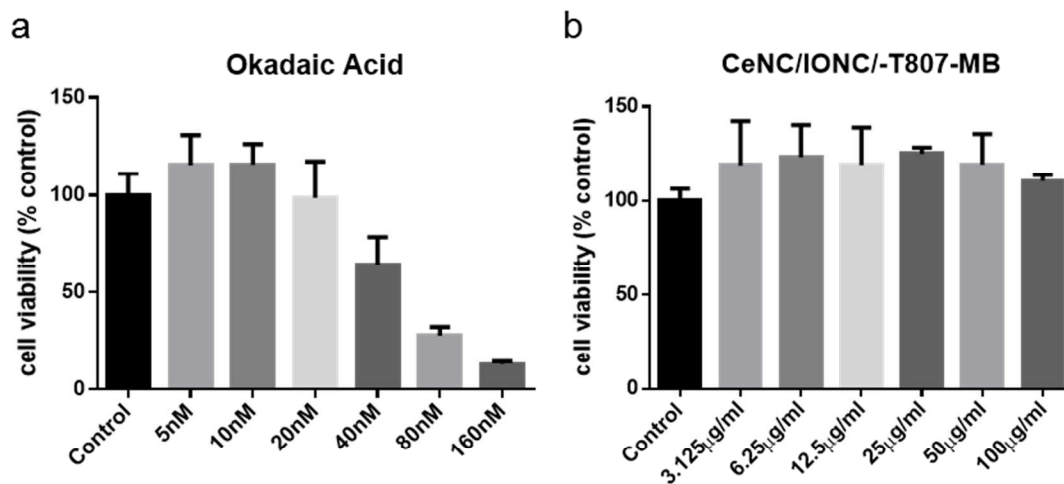 a
Okadaic Acid
cell viability (% control)
150
100
50
0
Control
5nM
10nM
20nM
40nM
80nM
160nM
b
CeNC/IONC/-T807-MB
cell viability (% control)
150
100
50
0
Control
3.125μg/ml
6.25μg/ml
12.5μg/ml
25μg/ml
50μg/ml
100μg/ml